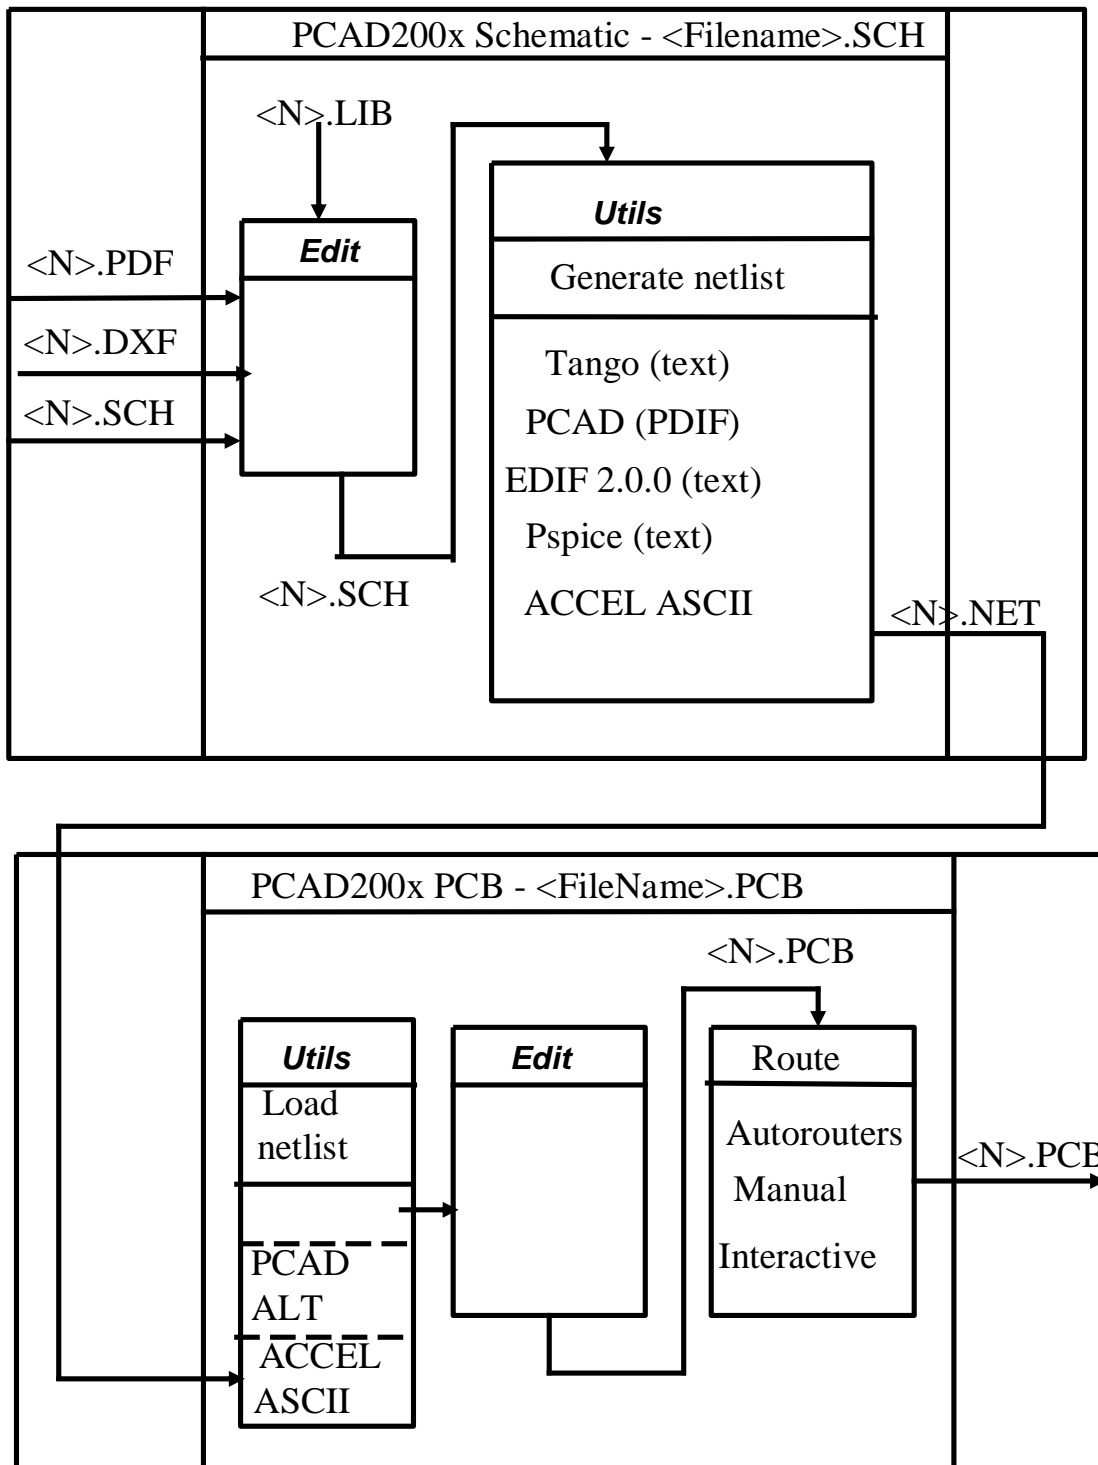 PCAD200x Schematic - <Filename>.SCH
<N>.LIB
Edit
<N>.PDF
<N>.DXF
<N>.SCH
<N>.SCH
Utils
Generate netlist
Tango (text)
PCAD (PDIF)
EDIF 2.0.0 (text)
Pspice (text)
ACCEL ASCII
<N>.NET
PCAD200x PCB - <FileName>.PCB
<N>.PCB
Utils
Load
netlist
PCAD
ALT
ACCEL
ASCII
Edit
Route
Autorouters
Manual
Interactive
<N>.PCB